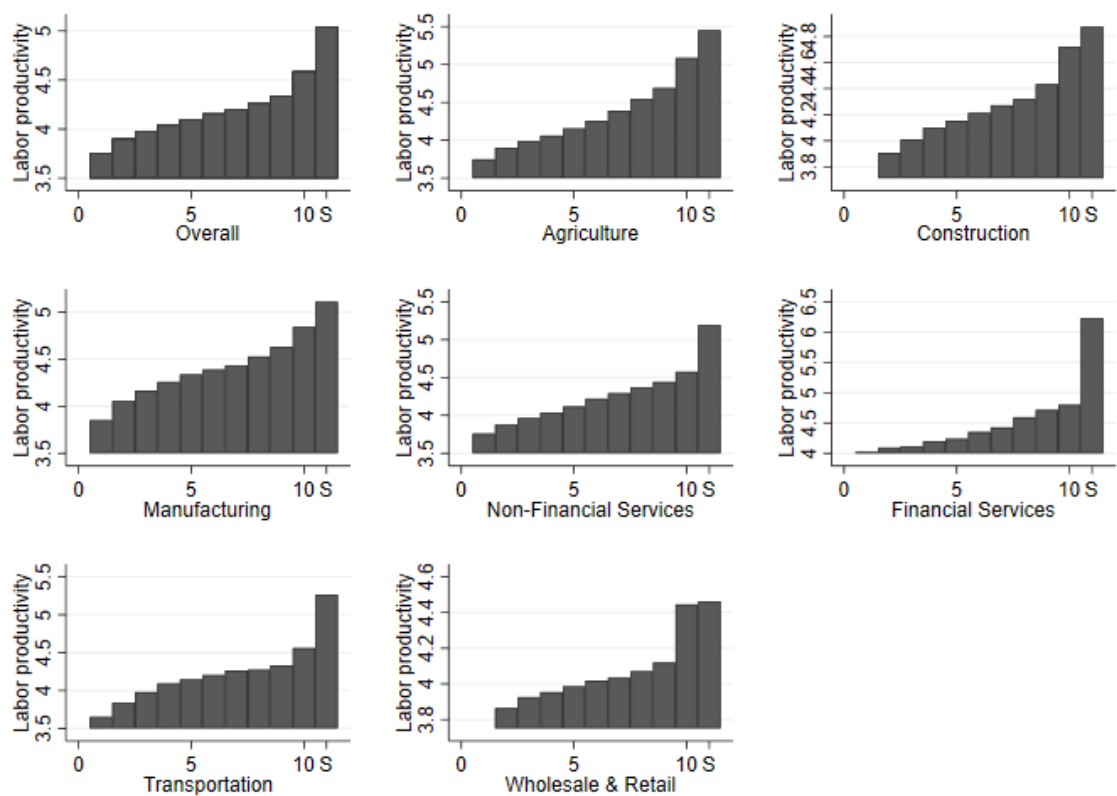 Labor productivity
3.5 4 4.5 5
0 5 10 S
Overall
Labor productivity
3.5 4 4.5 5 5.5
0 5 10 S
Agriculture
Labor productivity
3.8 4 4.2 4.4 4.6 4.8
0 5 10 S
Construction
Labor productivity
3.5 4 4.5 5
0 5 10 S
Manufacturing
Labor productivity
3.5 4 4.5 5 5.5
0 5 10 S
Non-Financial Services
Labor productivity
4 4.5 5 5.5 6 6.5
0 5 10 S
Financial Services
Labor productivity
3.5 4 4.5 5 5.5
0 5 10 S
Transportation
Labor productivity
3.8 4 4.2 4.4 4.6
0 5 10 S
Wholesale & Retail